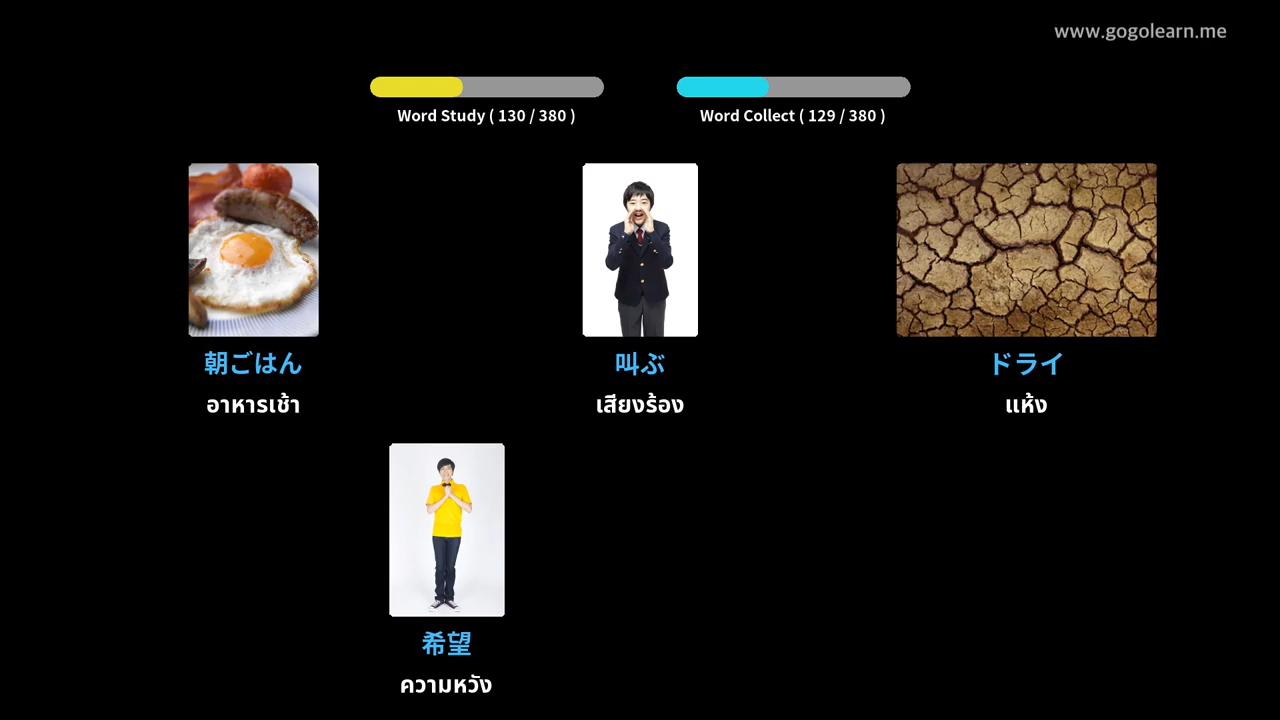 www.gogolearn.me
Word Study ( 130 / 380 )
Word Collect ( 129 / 380 )
朝ごはん
อาหารเช้า
叫ぶ
เสียงร้อง
ドライ
แห้ง
希望
ความหวัง